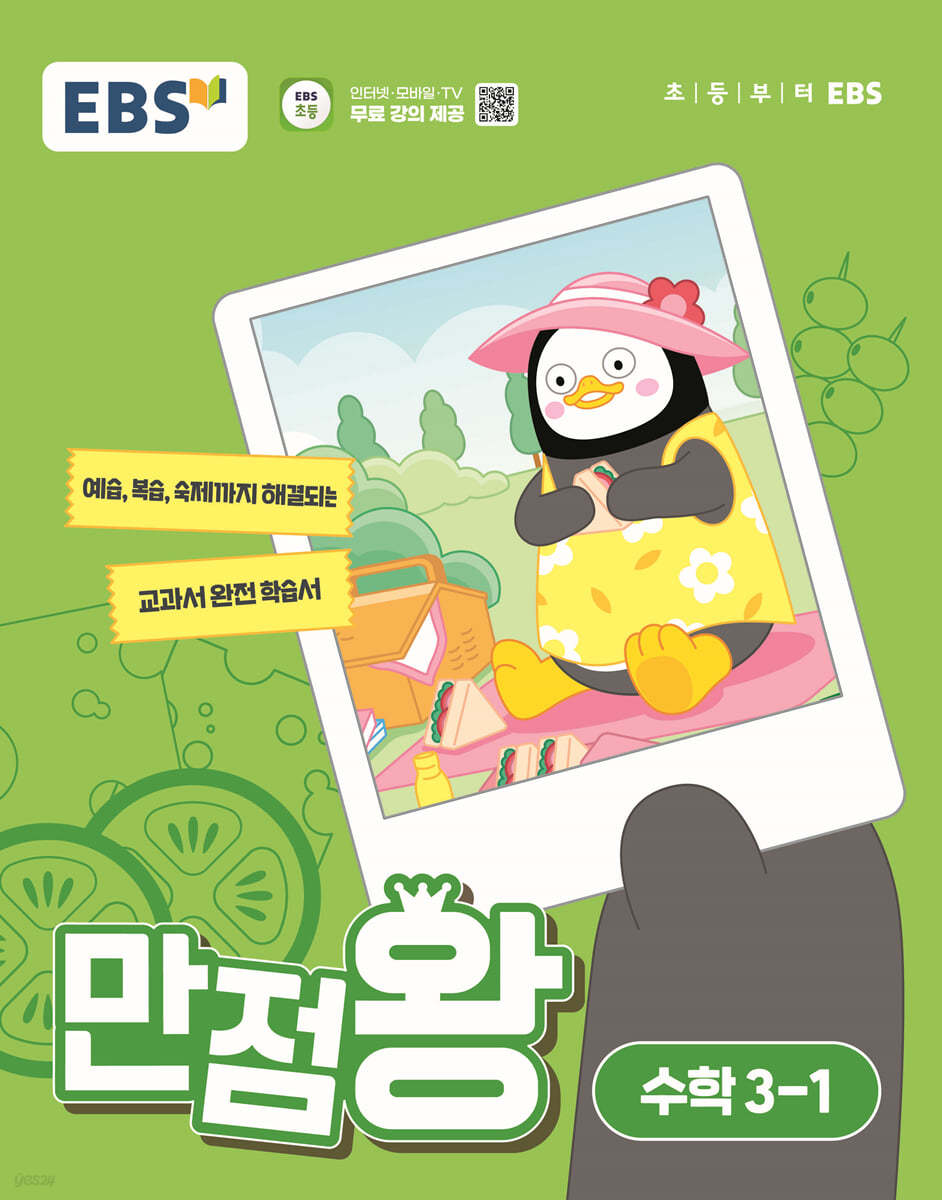 EBS
EBS
초등
인터넷·모바일·TV
무료 강의 제공
초|등|부|터 EBS
예습, 복습, 숙제까지 해결되는
교과서 완전 학습서
만점왕
수학 3-1
yes24